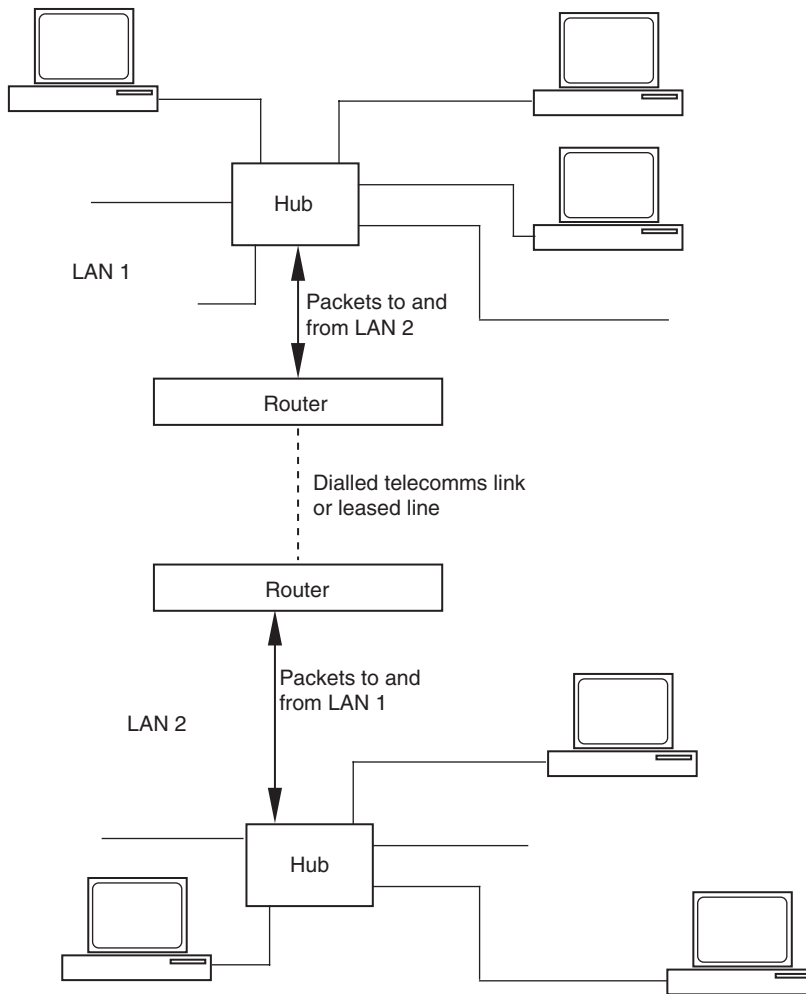 Hub
LAN 1
Packets to and
from LAN 2
Router
Dialled telecomms link
or leased line
Router
Packets to and
from LAN 1
LAN 2
Hub